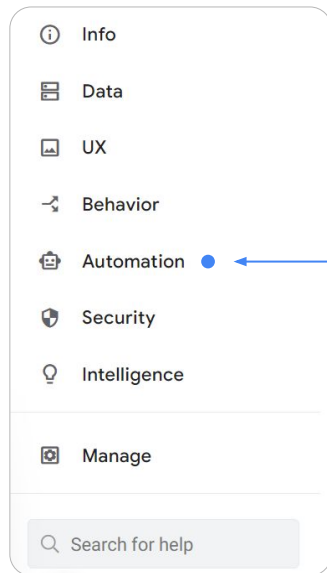 Info
Data
UX
Behavior
Automation
Security
Intelligence
Manage
Search for help